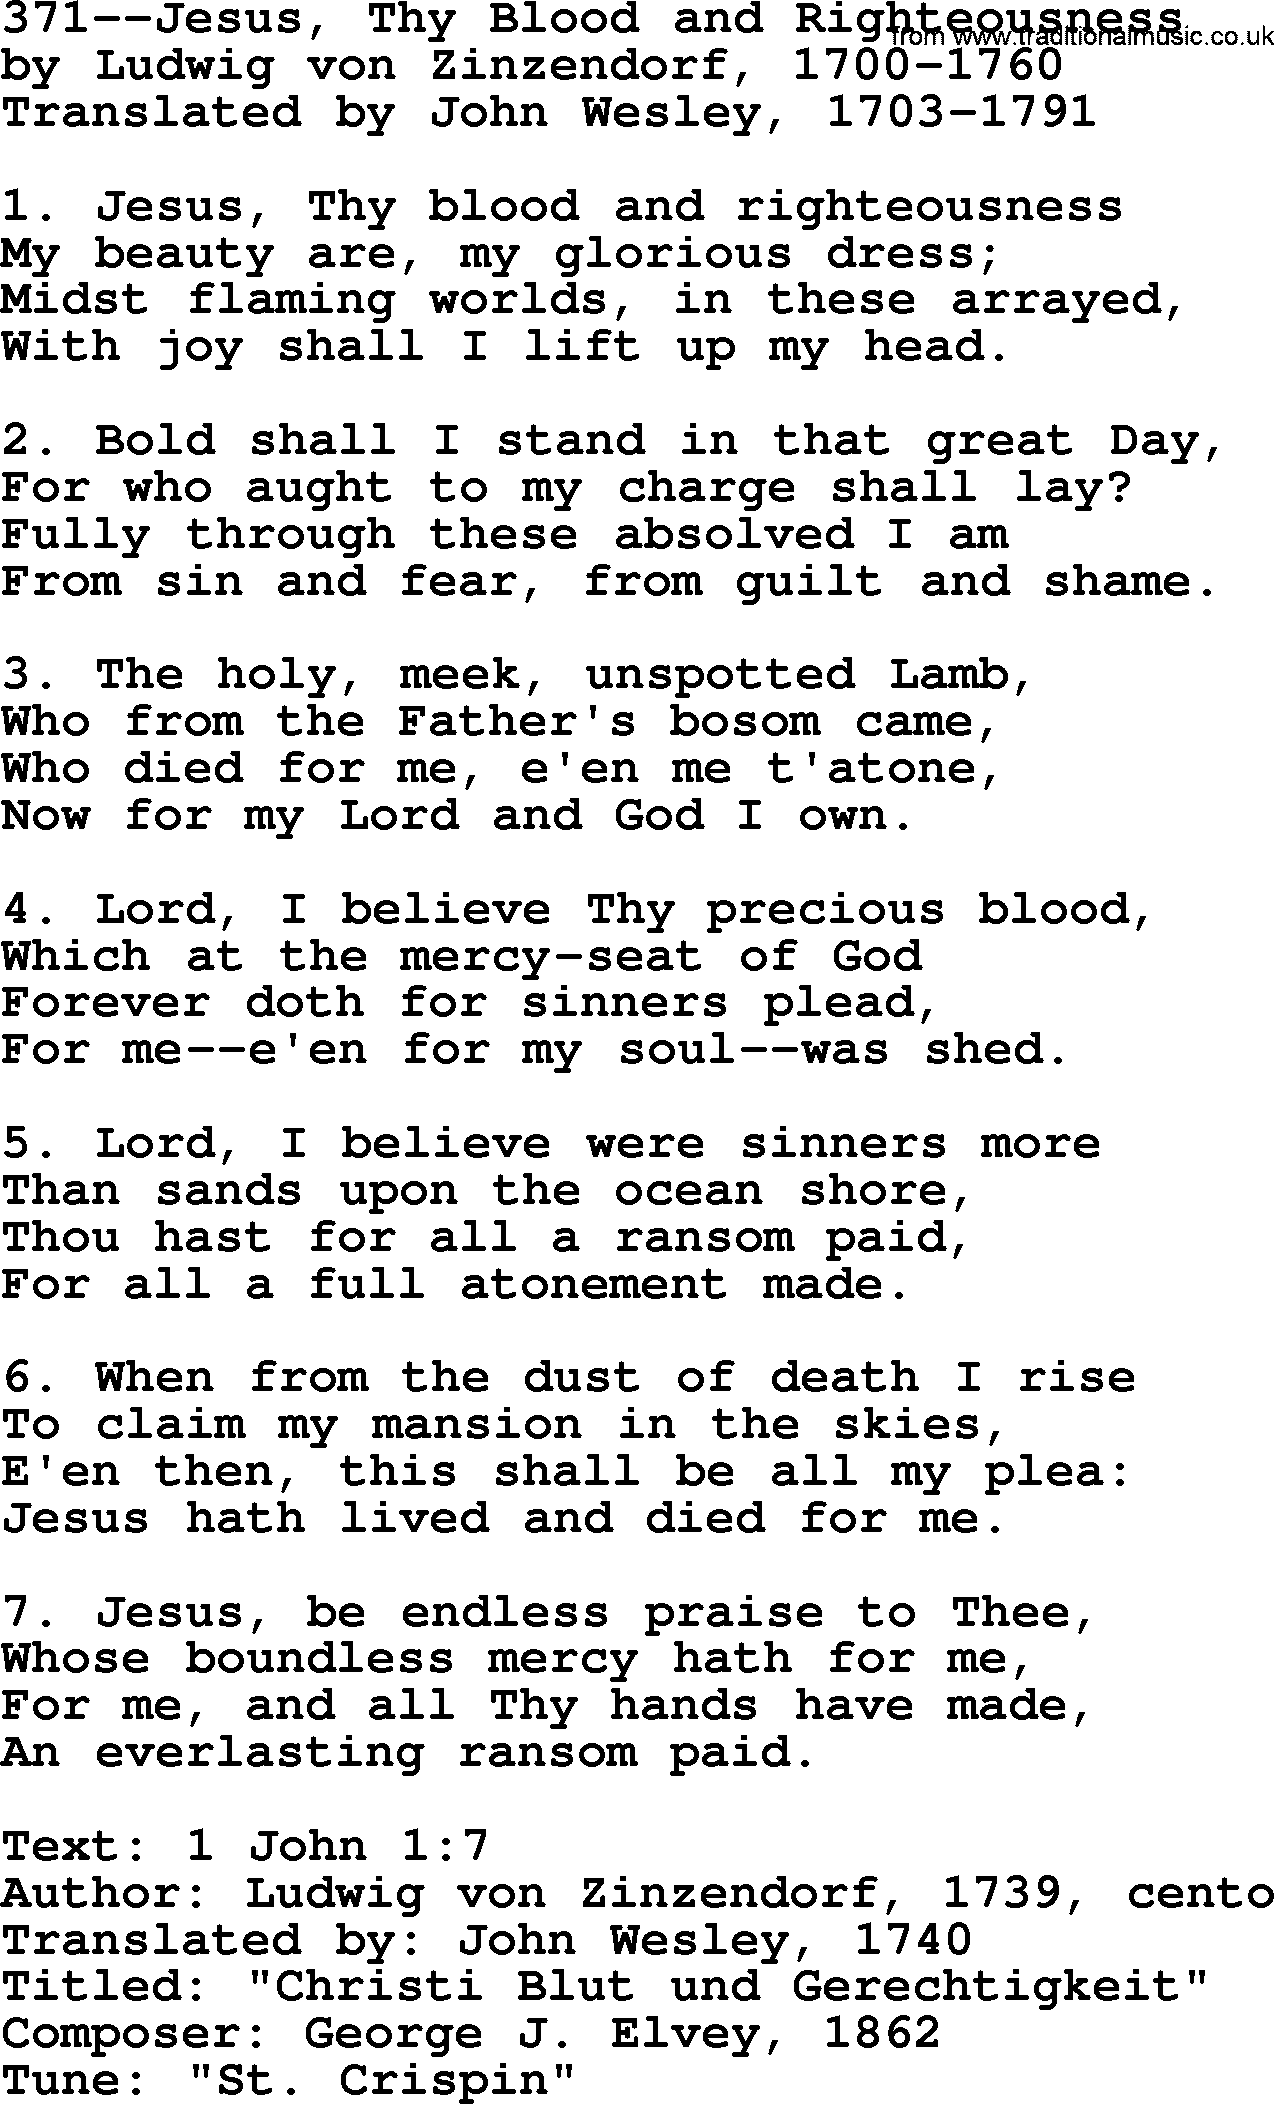 371--Jesus, Thy Blood and Righteousness
from www.traditionalmusic.co.uk
by Ludwig von Zinzendorf, 1700-1760
Translated by John Wesley, 1703-1791
1. Jesus, Thy blood and righteousness
My beauty are, my glorious dress;
Midst flaming worlds, in these arrayed,
With joy shall I lift up my head.
2. Bold shall I stand in that great Day,
For who aught to my charge shall lay?
Fully through these absolved I am
From sin and fear, from guilt and shame.
3. The holy, meek, unspotted Lamb,
Who from the Father's bosom came,
Who died for me, e'en me t'atone,
Now for my Lord and God I own.
4. Lord, I believe Thy precious blood,
Which at the mercy-seat of God
Forever doth for sinners plead,
For me--e'en for my soul--was shed.
5. Lord, I believe were sinners more
Than sands upon the ocean shore,
Thou hast for all a ransom paid,
For all a full atonement made.
6. When from the dust of death I rise
To claim my mansion in the skies,
E'en then, this shall be all my plea:
Jesus hath lived and died for me.
7. Jesus, be endless praise to Thee,
Whose boundless mercy hath for me,
For me, and all Thy hands have made,
An everlasting ransom paid.
Text: 1 John 1:7
Author: Ludwig von Zinzendorf, 1739, cento
Translated by: John Wesley, 1740
Titled: "Christi Blut und Gerechtigkeit"
Composer: George J. Elvey, 1862
Tune: "St. Crispin"